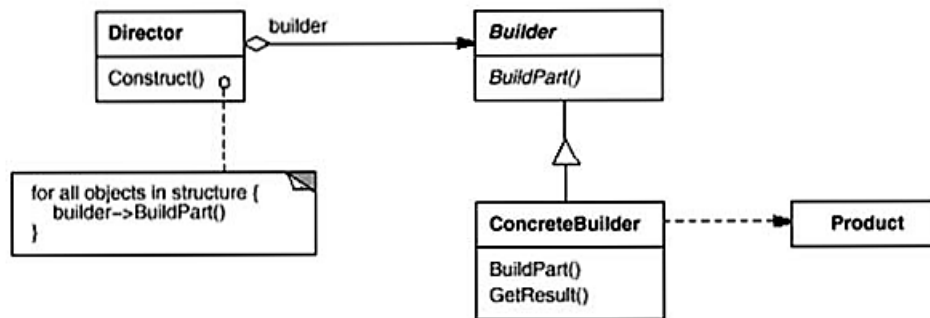 Director
Construct()
builder
Builder
BuildPart()
for all objects in structure {
builder->BuildPart()
}
ConcreteBuilder
BuildPart()
GetResult()
Product